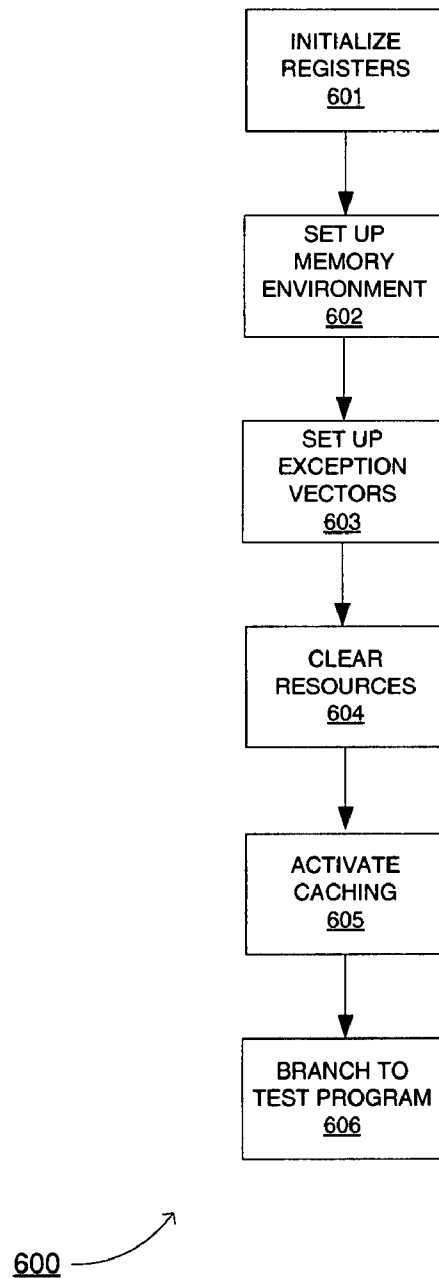 INITIALIZE
REGISTERS
601
SET UP
MEMORY
ENVIRONMENT
602
SET UP
EXCEPTION
VECTORS
603
CLEAR
RESOURCES
604
ACTIVATE
CACHING
605
BRANCH TO
TEST PROGRAM
606
600